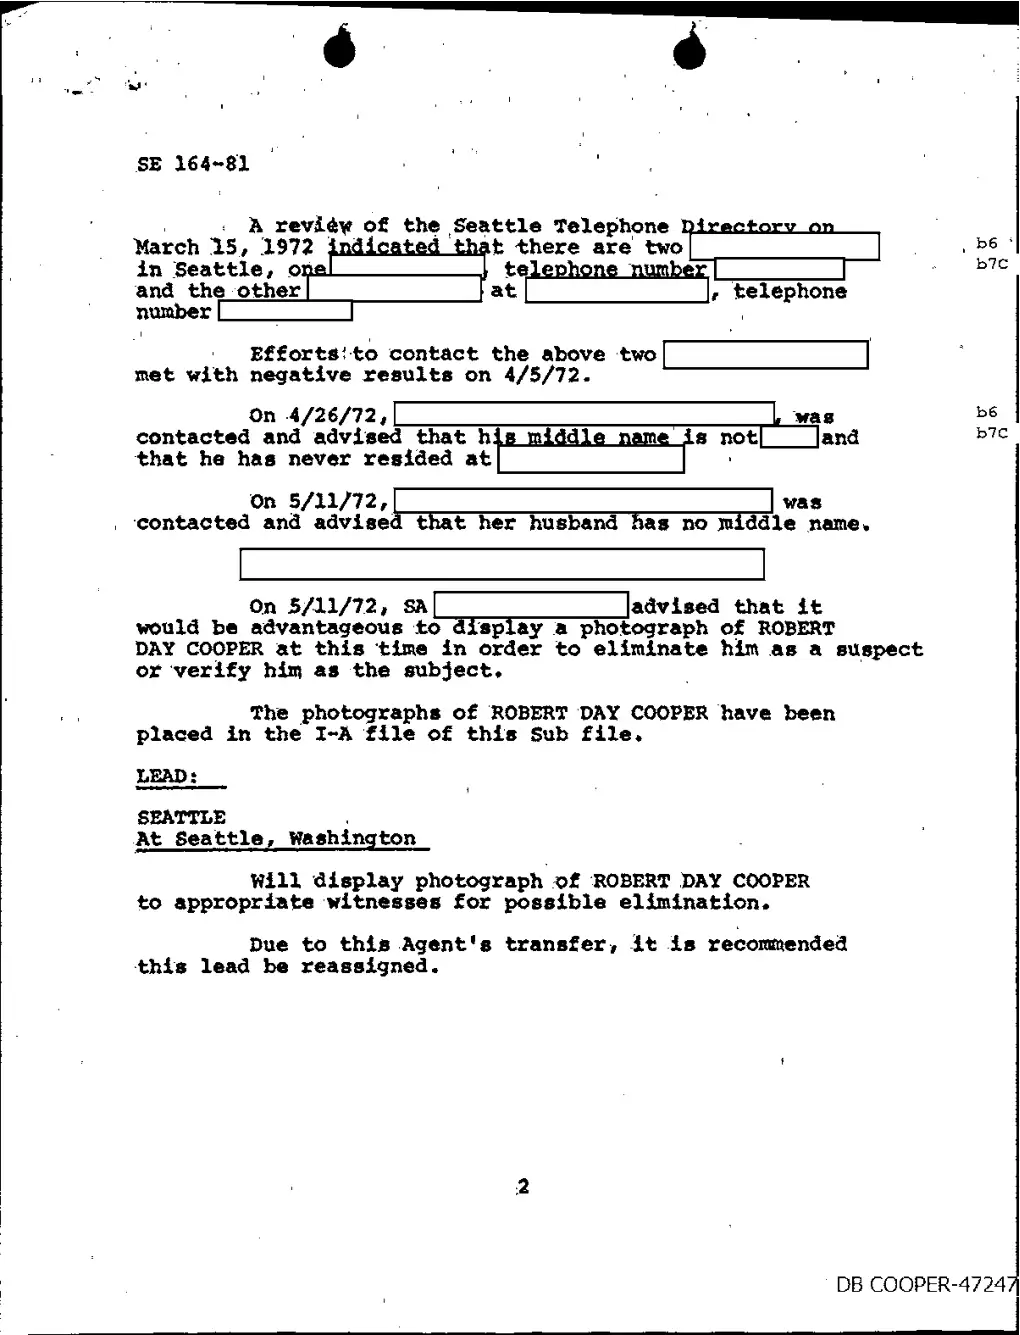 SE 164-81
A review of the Seattle Telephone Directory on
March 15, 1972 indicated that there are two
b6
in Seattle, one , telephone number
b7C
and the other at , telephone
number
Efforts to contact the above two
met with negative results on 4/5/72.
On 4/26/72, , was
b6
contacted and advised that his middle name is not and
b7C
that he has never resided at
On 5/11/72, was
contacted and advised that her husband has no middle name.
On 5/11/72, SA advised that it
would be advantageous to display a photograph of ROBERT
DAY COOPER at this time in order to eliminate him as a suspect
or verify him as the subject.
The photographs of ROBERT DAY COOPER have been
placed in the I-A file of this Sub file.
LEAD:
SEATTLE
At Seattle, Washington
Will display photograph of ROBERT DAY COOPER
to appropriate witnesses for possible elimination.
Due to this Agent's transfer, it is recommended
this lead be reassigned.
2
DB COOPER-47247